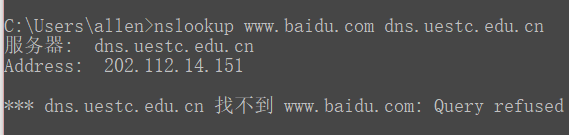 C:\Users\allen>nslookup www.baidu.com dns.uestc.edu.cn
服务器:  dns.uestc.edu.cn
Address:  202.112.14.151
*** dns.uestc.edu.cn 找不到 www.baidu.com: Query refused